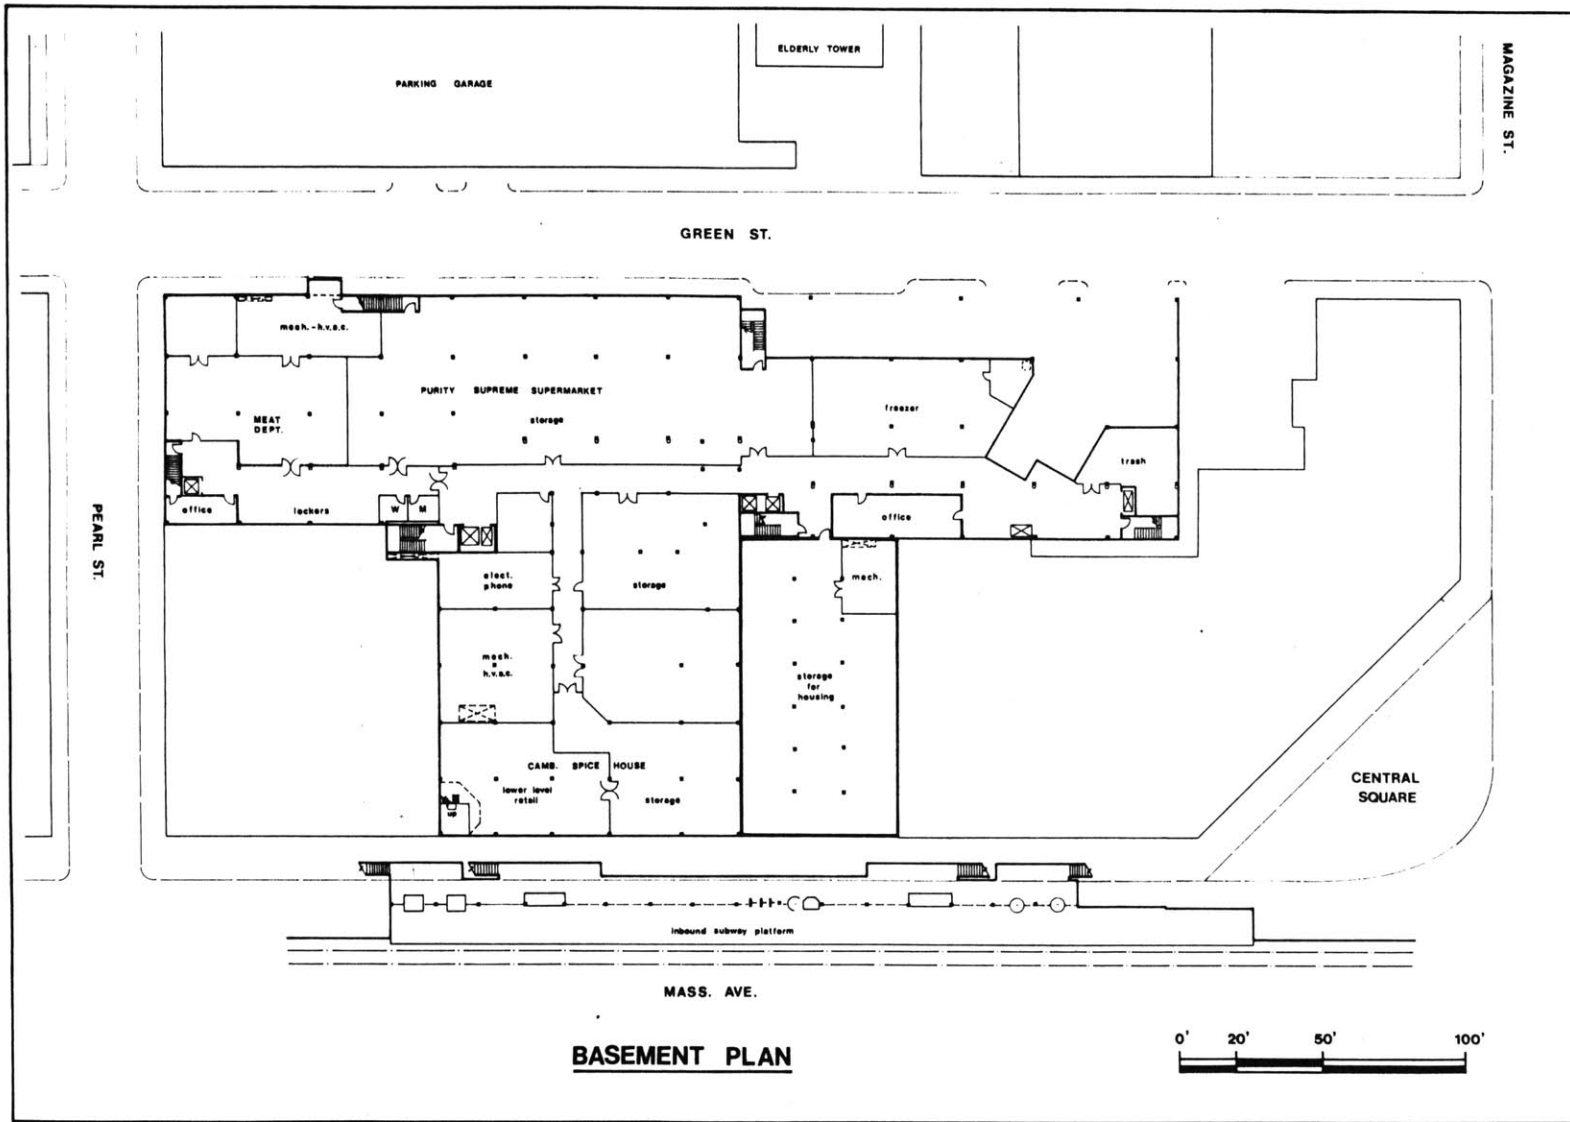 ELDERLY TOWER
PARKING GARAGE
MAGAZINE ST.
GREEN ST.
mech.-h.v.a.c.
PURITY SUPREME SUPERMARKET
storage
MEAT
DEPT.
freezer
trash
office
lockers
W
M
office
PEARL ST.
elect.
phone
storage
mech.
mech.
h.v.a.c.
storage
for
housing
CAMB. SPICE HOUSE
lower level
retail
storage
up
CENTRAL
SQUARE
inbound subway platform
MASS. AVE.
BASEMENT PLAN
0' 20' 50' 100'